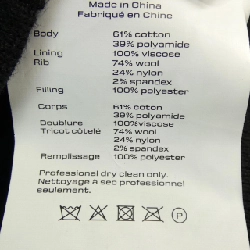 Made in China
Fabriqué en Chine
Body 61% cotton
39% polyamide
Lining 100% viscose
Rib 74% wool
24% nylon
2% spandex
Filling 100% polyester
Corps 61% coton
39% polyamide
Doublure 100%viscose
Tricot côtelé 74% wool
24% nylon
2% spandex
Remplissage 100% polyester
Professional dry clean only.
Nettoyage a sec professionnel
seulement.
P